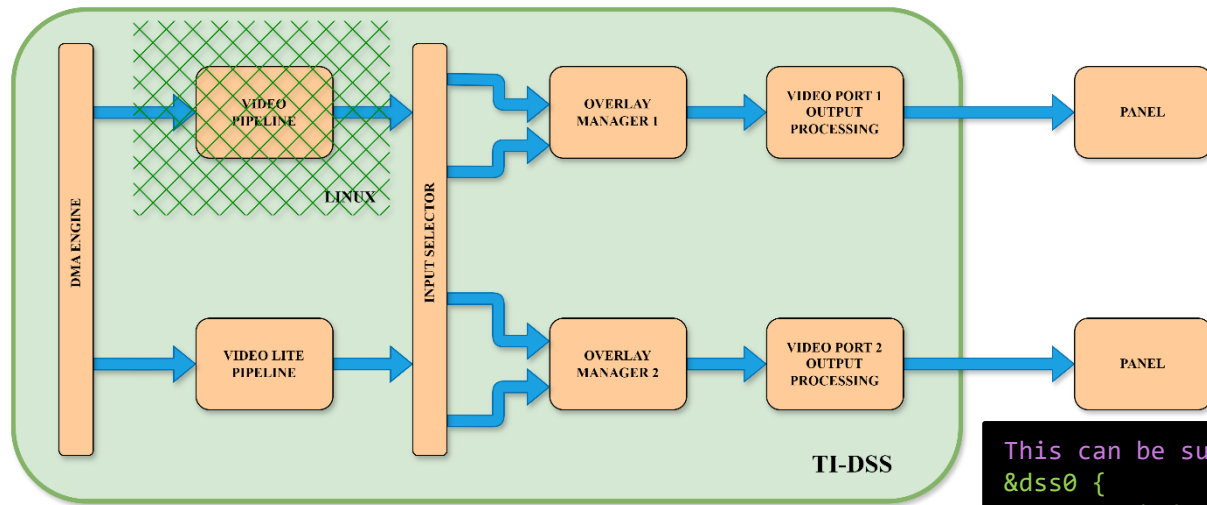 DMA ENGINE
VIDEO
PIPELINE
LINUX
VIDEO LITE
PIPELINE
INPUT SELECTOR
OVERLAY
MANAGER 1
VIDEO PORT 1
OUTPUT
PROCESSING
PANEL
OVERLAY
MANAGER 2
VIDEO PORT 2
OUTPUT
PROCESSING
PANEL
TI-DSS
This can be su
&dss0 {